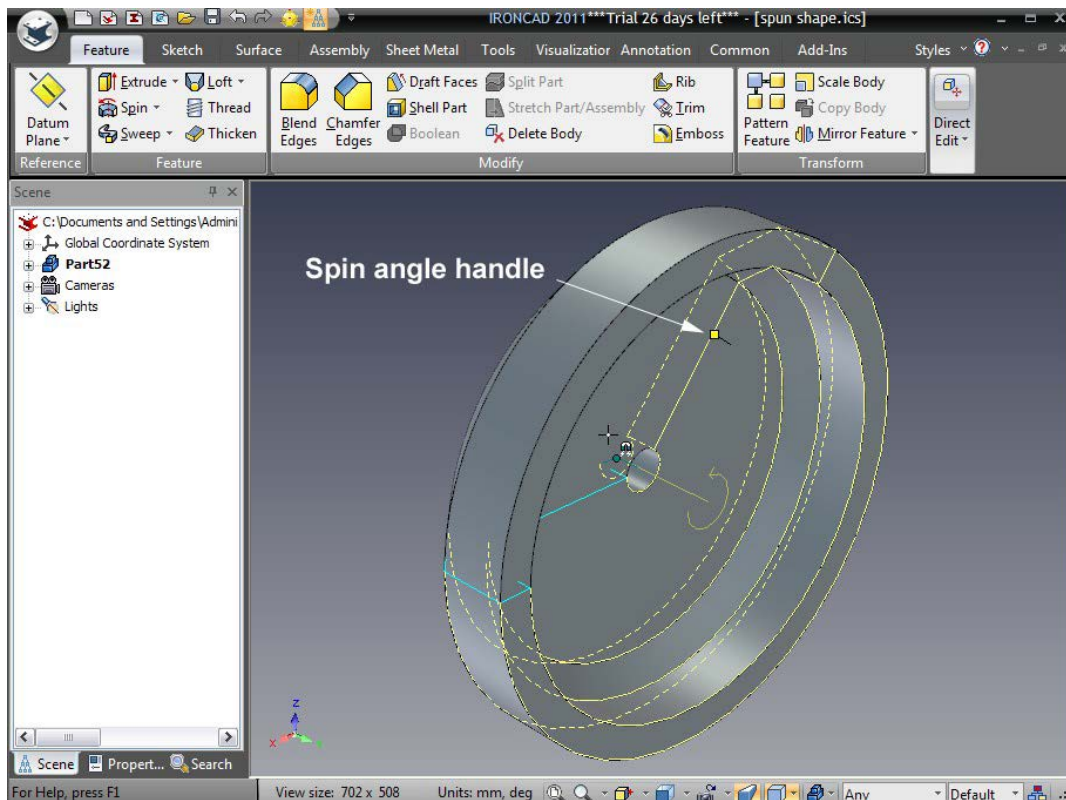 IRONCAD 2011***Trial 26 days left*** - [spun shape.ics]
Feature Sketch Surface Assembly Sheet Metal Tools Visualization Annotation Common Add-Ins Styles
Extrude Loft Draft Faces Split Part Rib Scale Body
Spin Thread Shell Part Stretch Part/Assembly Trim Copy Body
Datum Plane Sweep Thicken Blend Edges Chamfer Edges Boolean Delete Body Emboss Pattern Feature Mirror Feature Direct Edit
Reference Feature Modify Transform
Scene
C:\Documents and Settings\Admini
Global Coordinate System
Part52
Cameras
Lights
Spin angle handle
Z
X
Scene Propert... Search
For Help, press F1 View size: 702 x 508 Units: mm, deg Any Default